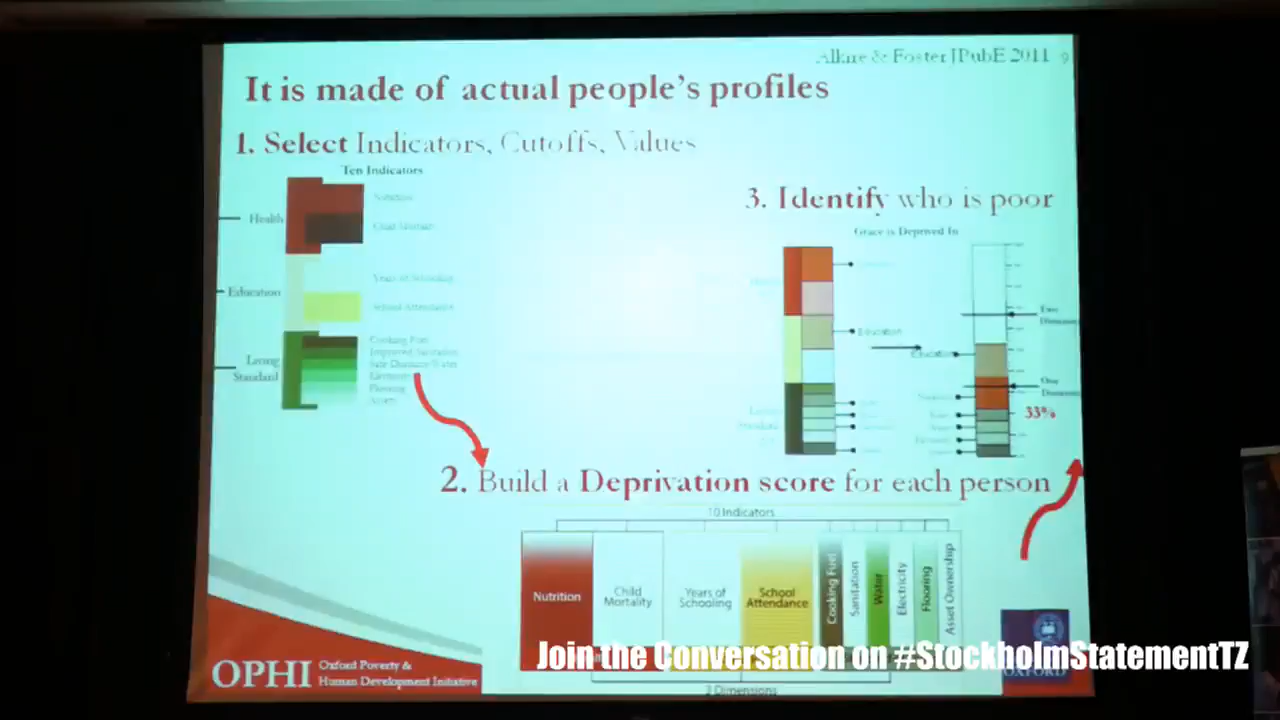 Alkire & Foster JPubE 2011 9
It is made of actual people's profiles
1. Select Indicators, Cutoffs, Values
Ten Indicators
Health
Nutrition
Child Mortality
Education
Years of Schooling
School Attendance
Living
Standard
Cooking Fuel
Improved Sanitation
Safe Drinking Water
Electricity
Flooring
Assets
3. Identify who is poor
Grace is Deprived In
Education
Education
33%
2. Build a Deprivation score for each person
10 Indicators
Nutrition
Child
Mortality
Years of
Schooling
School
Attendance
Cooking Fuel
Sanitation
Water
Electricity
Flooring
Asset Ownership
3 Dimensions
OPHI
Oxford Poverty &
Human Development Initiative
OXFORD
Join the Conversation on #StockholmStatementTZ